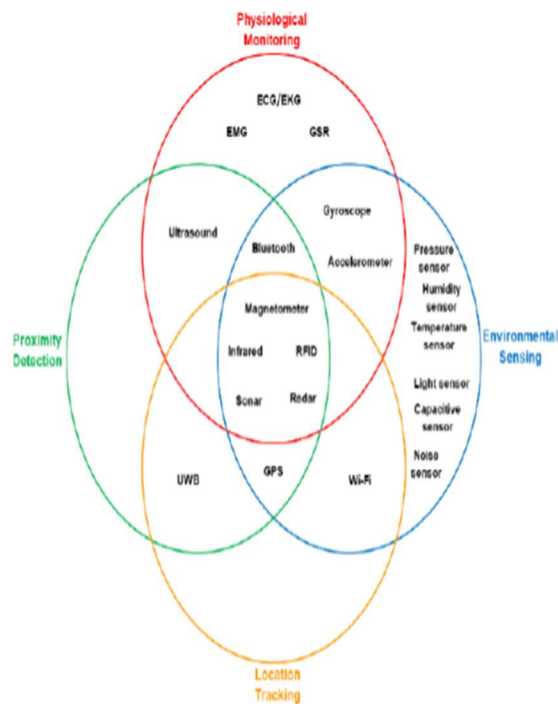 Physiological
Monitoring
ECG/EKG
EMG
GSR
Gyroscope
Ultrasound
Bluetooth
Accelerometer
Pressure
sensor
Humidity
sensor
Magnetometer
Temperature
sensor
Proximity
Detection
Infrared
RFID
Environmental
Sensing
Light sensor
Sonar
Radar
Capacitive
sensor
Noise
sensor
UWB
GPS
Wi-Fi
Location
Tracking